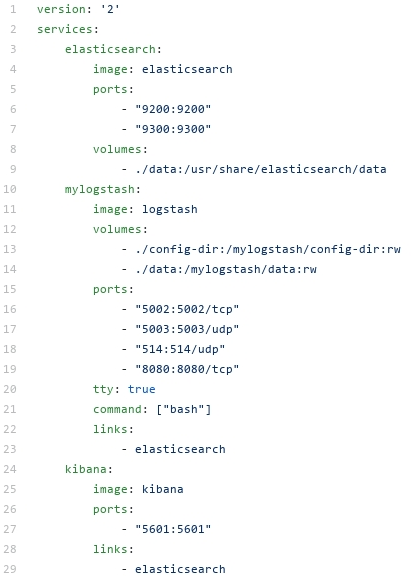 1 version: '2'
2 services:
3     elasticsearch:
4         image: elasticsearch
5         ports:
6             - "9200:9200"
7             - "9300:9300"
8         volumes:
9             - ./data:/usr/share/elasticsearch/data
10     mylogstash:
11         image: logstash
12         volumes:
13             - ./config-dir:/mylogstash/config-dir:rw
14             - ./data:/mylogstash/data:rw
15         ports:
16             - "5002:5002/tcp"
17             - "5003:5003/udp"
18             - "514:514/udp"
19             - "8080:8080/tcp"
20         tty: true
21         command: ["bash"]
22         links:
23             - elasticsearch
24     kibana:
25         image: kibana
26         ports:
27             - "5601:5601"
28         links:
29             - elasticsearch